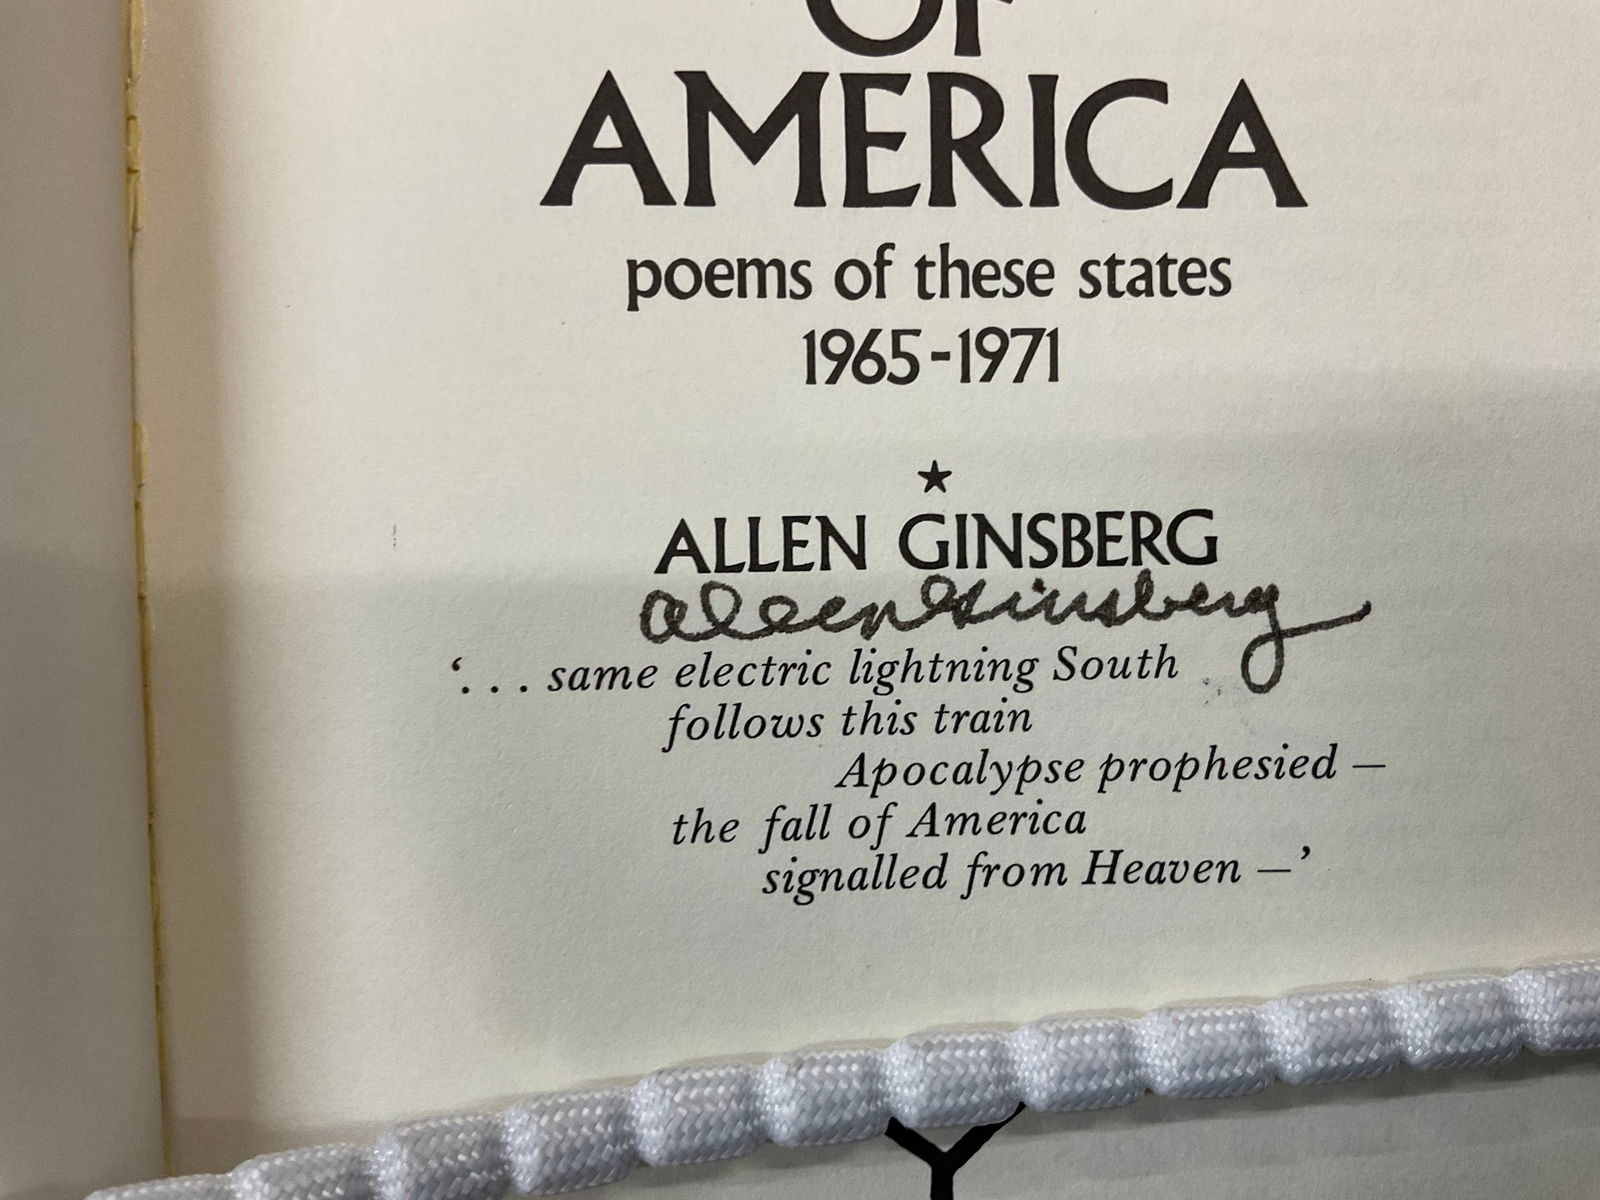 OF
AMERICA
poems of these states
1965-1971
★
ALLEN GINSBERG
Allen Ginsberg
‘. . . same electric lightning South
follows this train
Apocalypse prophesied —
the fall of America
signalled from Heaven —’
Y